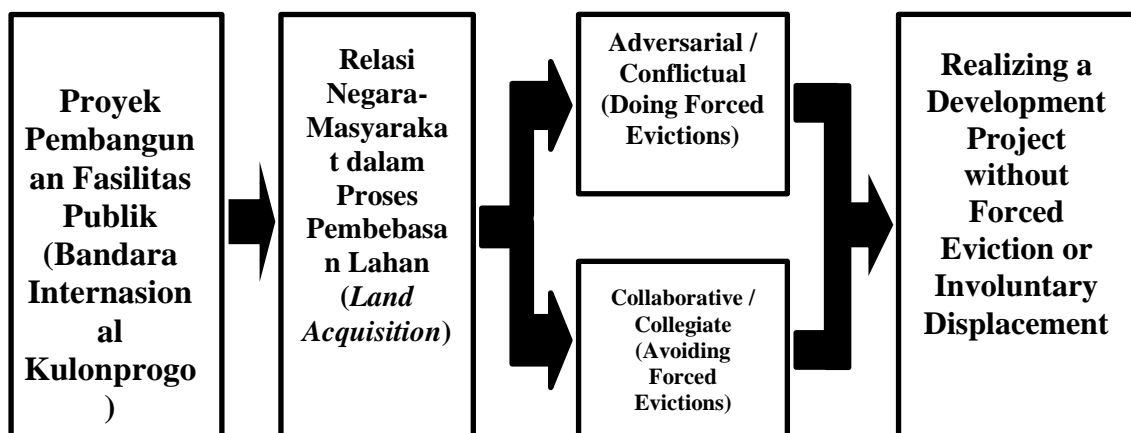 Proyek
Pembangun
an Fasilitas
Publik
(Bandara
Internasion
al
Kulonprogo
)
Relasi
Negara-
Masyaraka
t dalam
Proses
Pembebasa
n Lahan
(Land
Acquisition)
Adversarial /
Conflictual
(Doing Forced
Evictions)
Collaborative /
Collegiate
(Avoiding
Forced
Evictions)
Realizing a
Development
Project
without
Forced
Eviction or
Involuntary
Displacement